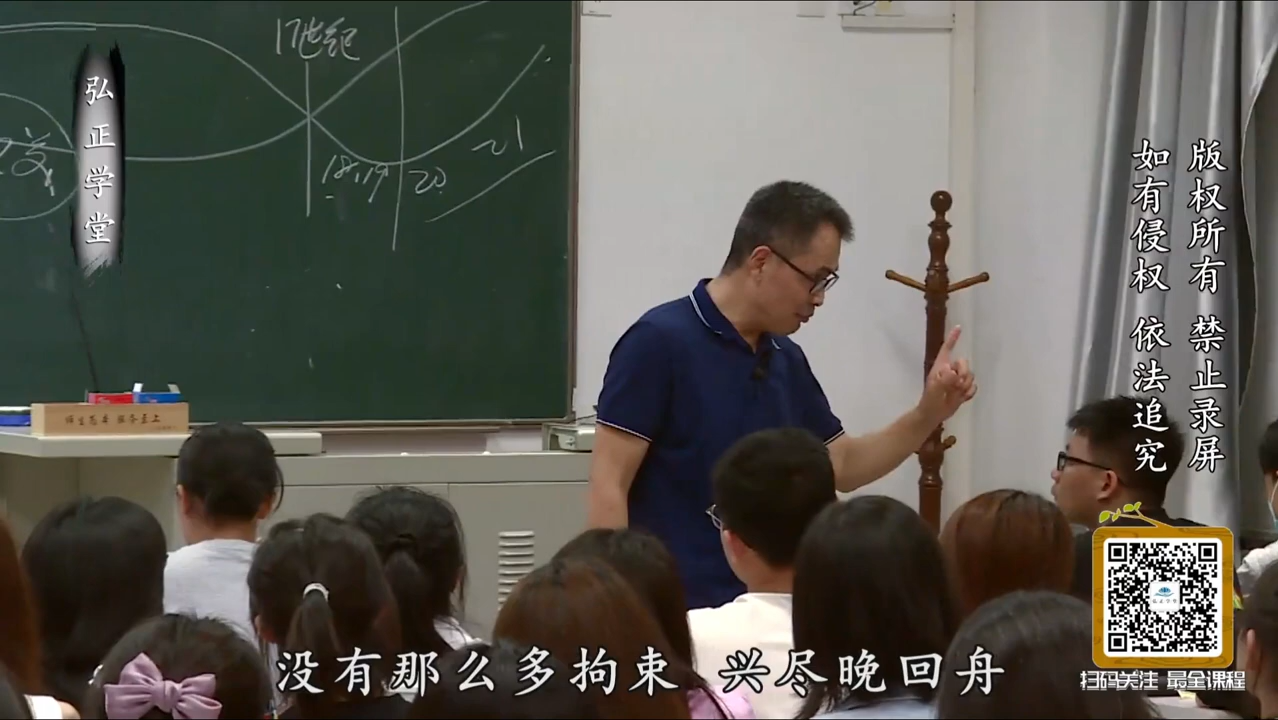 17世纪
18.19
20
21
弘正学堂
版权所有 禁止录屏
如有侵权 依法追究
没有那么多拘束 兴尽晚回舟
扫码关注 最全课程